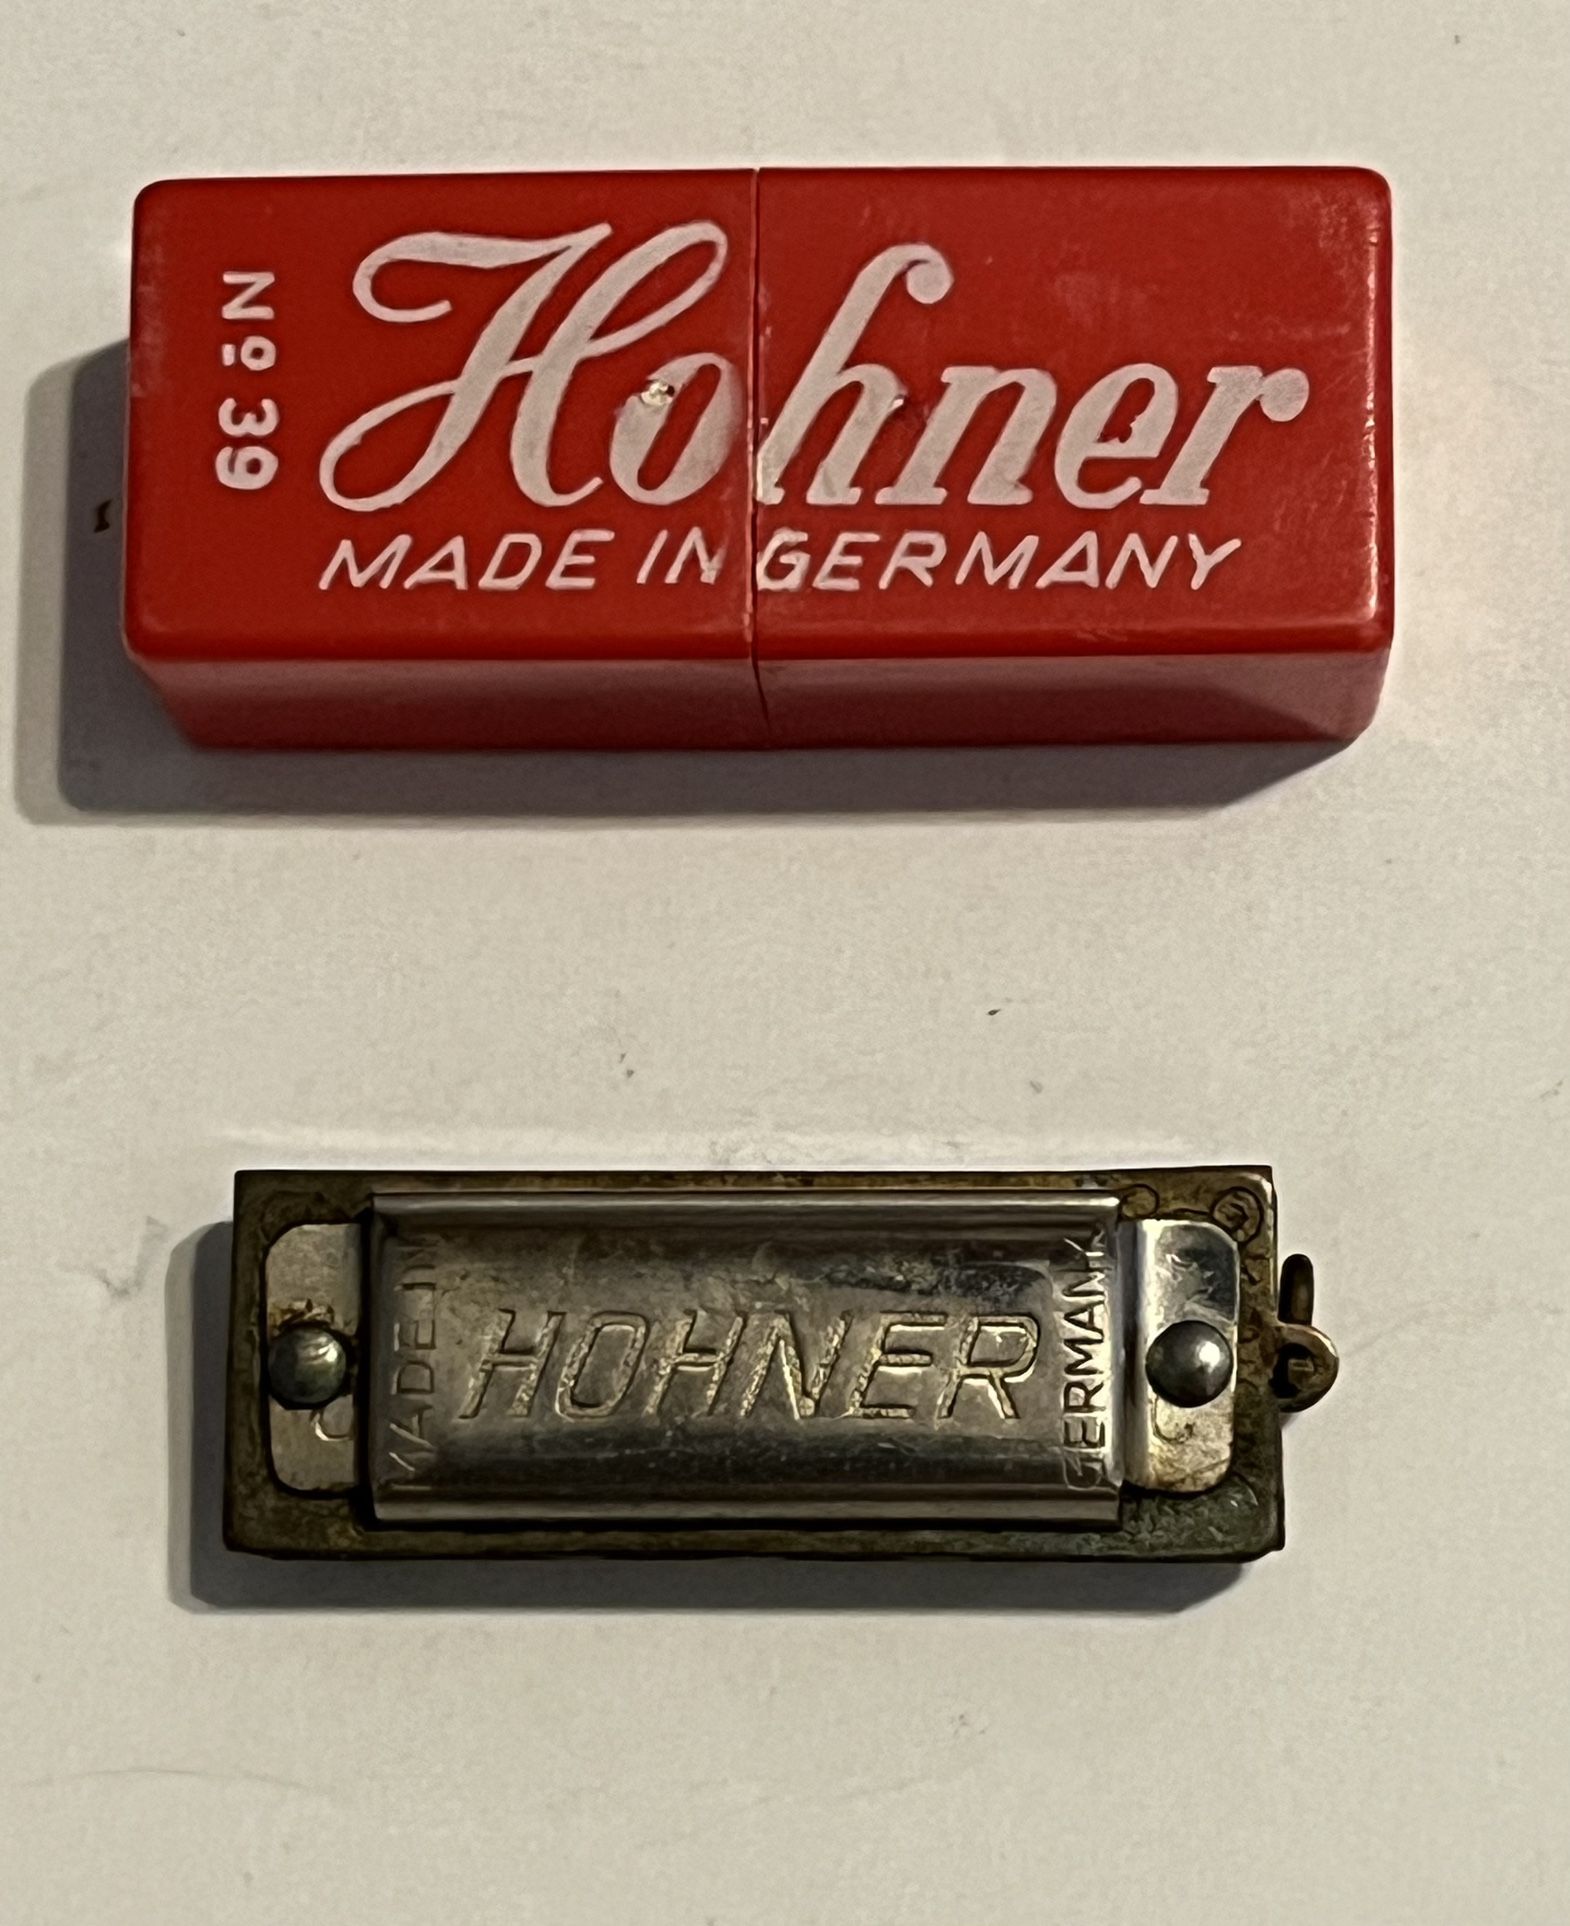 Nº 39
Hohner
MADE IN GERMANY
MADE IN
HOHNER
GERMANY
C